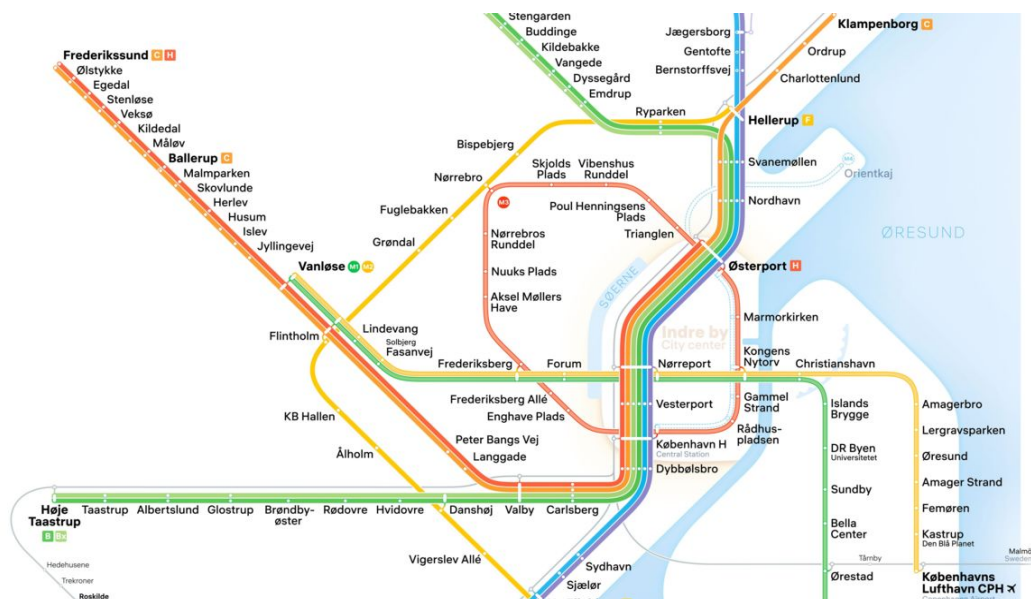 Stengården
Buddinge
Kildebakke
Vangede
Dyssegård
Emdrup
Jægersborg
Gentofte
Bernstorffsvej
Klampenborg C
Ordrup
Charlottenlund
Frederikssund C H
Ølstykke
Egedal
Stenløse
Veksø
Kildedal
Måløv
Ballerup C
Malmparken
Skovlunde
Herlev
Husum
Islev
Jyllingevej
Vanløse M1 M2
Ryparken
Hellerup F
Bispebjerg
Nørrebro
Fuglebakken
Grøndal
Flintholm
Skjolds
Plads
Vibenshus
Runddel
Poul Henningsens
Plads
Trianglen
M3
Svanemøllen
Nordhavn
M4
Orientkaj
ØRESUND
Nørrebros
Runddel
Nuuks Plads
Aksel Møllers
Have
SØERNE
Østerport H
Indre by
City center
Marmorkirken
Lindevang
Solbjerg
Fasanvej
Frederiksberg
Forum
Nørreport
Kongens
Nytorv
Christianshavn
Frederiksberg Allé
Enghave Plads
Vesterport
Gammel
Strand
Rådhus-
pladsen
København H
Central Station
Dybbølsbro
KB Hallen
Ålholm
Peter Bangs Vej
Langgade
Islands
Brygge
DR Byen
Universitetet
Sundby
Bella
Center
Ørestad
Amagerbro
Lergravsparken
Øresund
Amager Strand
Femøren
Kastrup
Den Blå Planet
Københavns
Lufthavn CPH
Copenhagen Airport
Tårnby
Malmö
Sweden
Høje
Taastrup
B Bx
Taastrup
Albertslund
Glostrup
Brøndby-
øster
Rødovre
Hvidovre
Danshøj
Valby
Carlsberg
Vigerslev Allé
Sydhavn
Sjælør
Hedehusene
Trekroner
Roskilde